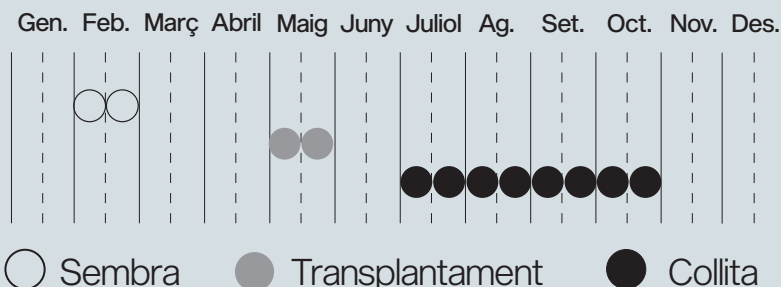 Gen. Feb. Març Abril Maig Juny Juliol Ag. Set. Oct. Nov. Des.
Sembra Transplantament Collita